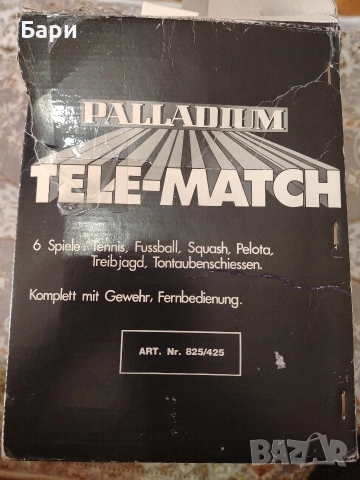 Бари
PALLADIUM
TELE-MATCH
6 Spiele: Tennis, Fussball, Squash, Pelota,
Treibjagd, Tontaubenschiessen.
Komplett mit Gewehr, Fernbedienung.
ART. Nr. 825/425
BAZAR